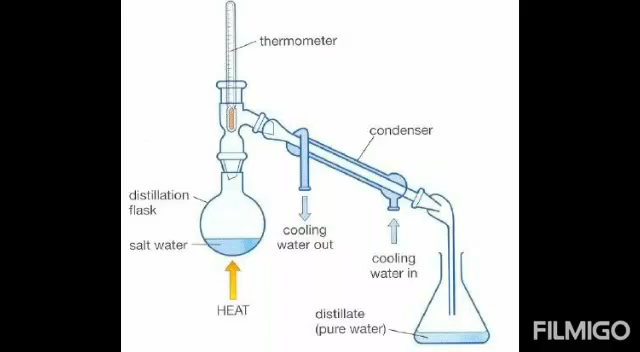 thermometer
condenser
distillation
flask
salt water
cooling
water out
cooling
water in
HEAT
distillate
(pure water)
FILMIGO